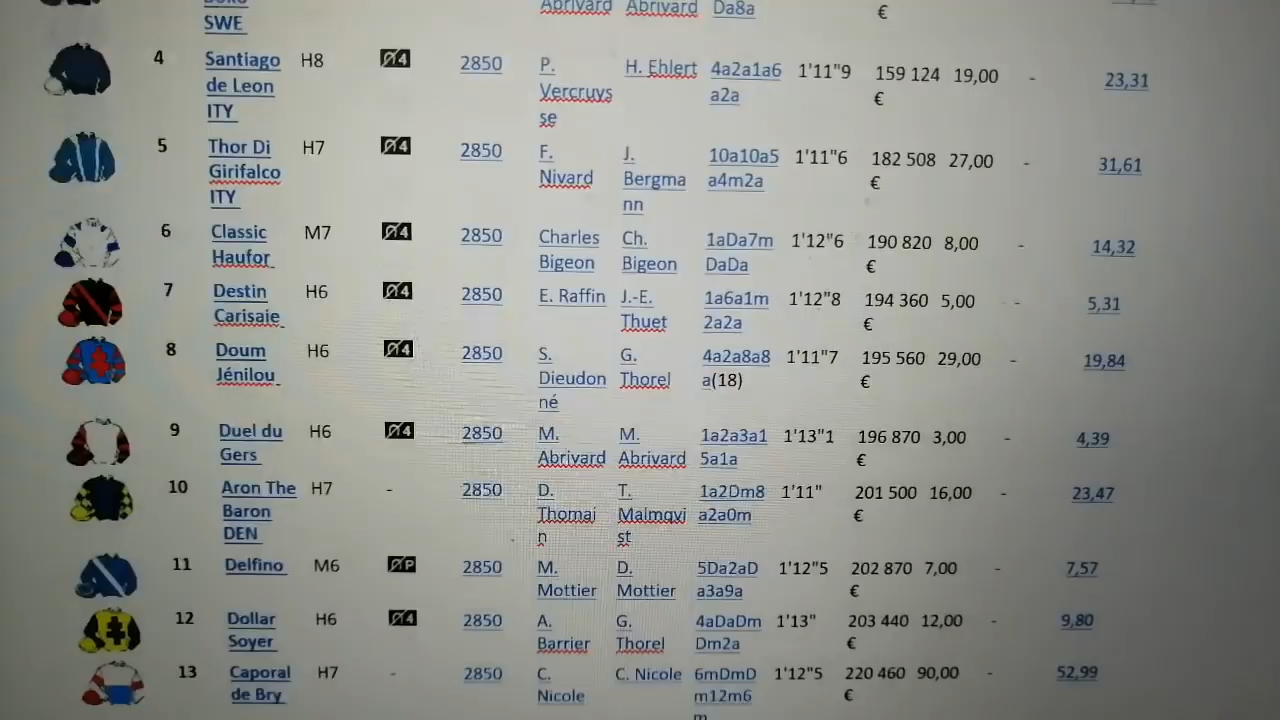 Abrivard Abrivard Da8a €
SWE
4 Santiago H8 Ø4 2850 P. H. Ehlert 4a2a1a6 1'11"9 159 124 19,00 - 23,31
de Leon Vercruys a2a €
ITY se
5 Thor Di H7 Ø4 2850 F. J. 10a10a5 1'11"6 182 508 27,00 - 31,61
Girifalco Nivard Bergma a4m2a €
ITY nn
6 Classic M7 Ø4 2850 Charles Ch. 1aDa7m 1'12"6 190 820 8,00 - 14,32
Haufor Bigeon Bigeon DaDa €
7 Destin H6 Ø4 2850 E. Raffin J.-E. 1a6a1m 1'12"8 194 360 5,00 - 5,31
Carisaie Thuet 2a2a €
8 Doum H6 Ø4 2850 S. G. 4a2a8a8 1'11"7 195 560 29,00 - 19,84
Jénilou Dieudon Thorel a(18) €
né
9 Duel du H6 Ø4 2850 M. M. 1a2a3a1 1'13"1 196 870 3,00 - 4,39
Gers Abrivard Abrivard 5a1a €
10 Aron The H7 - 2850 D. T. 1a2Dm8 1'11" 201 500 16,00 - 23,47
Baron Thomai Malmqvi a2a0m €
DEN n st
11 Delfino M6 ØP 2850 M. D. 5Da2aD 1'12"5 202 870 7,00 - 7,57
Mottier Mottier a3a9a €
12 Dollar H6 Ø4 2850 A. G. 4aDaDm 1'13" 203 440 12,00 - 9,80
Soyer Barrier Thorel Dm2a €
13 Caporal H7 - 2850 C. C. Nicole 6mDmD 1'12"5 220 460 90,00 - 52,99
de Bry Nicole m12m6 €
m